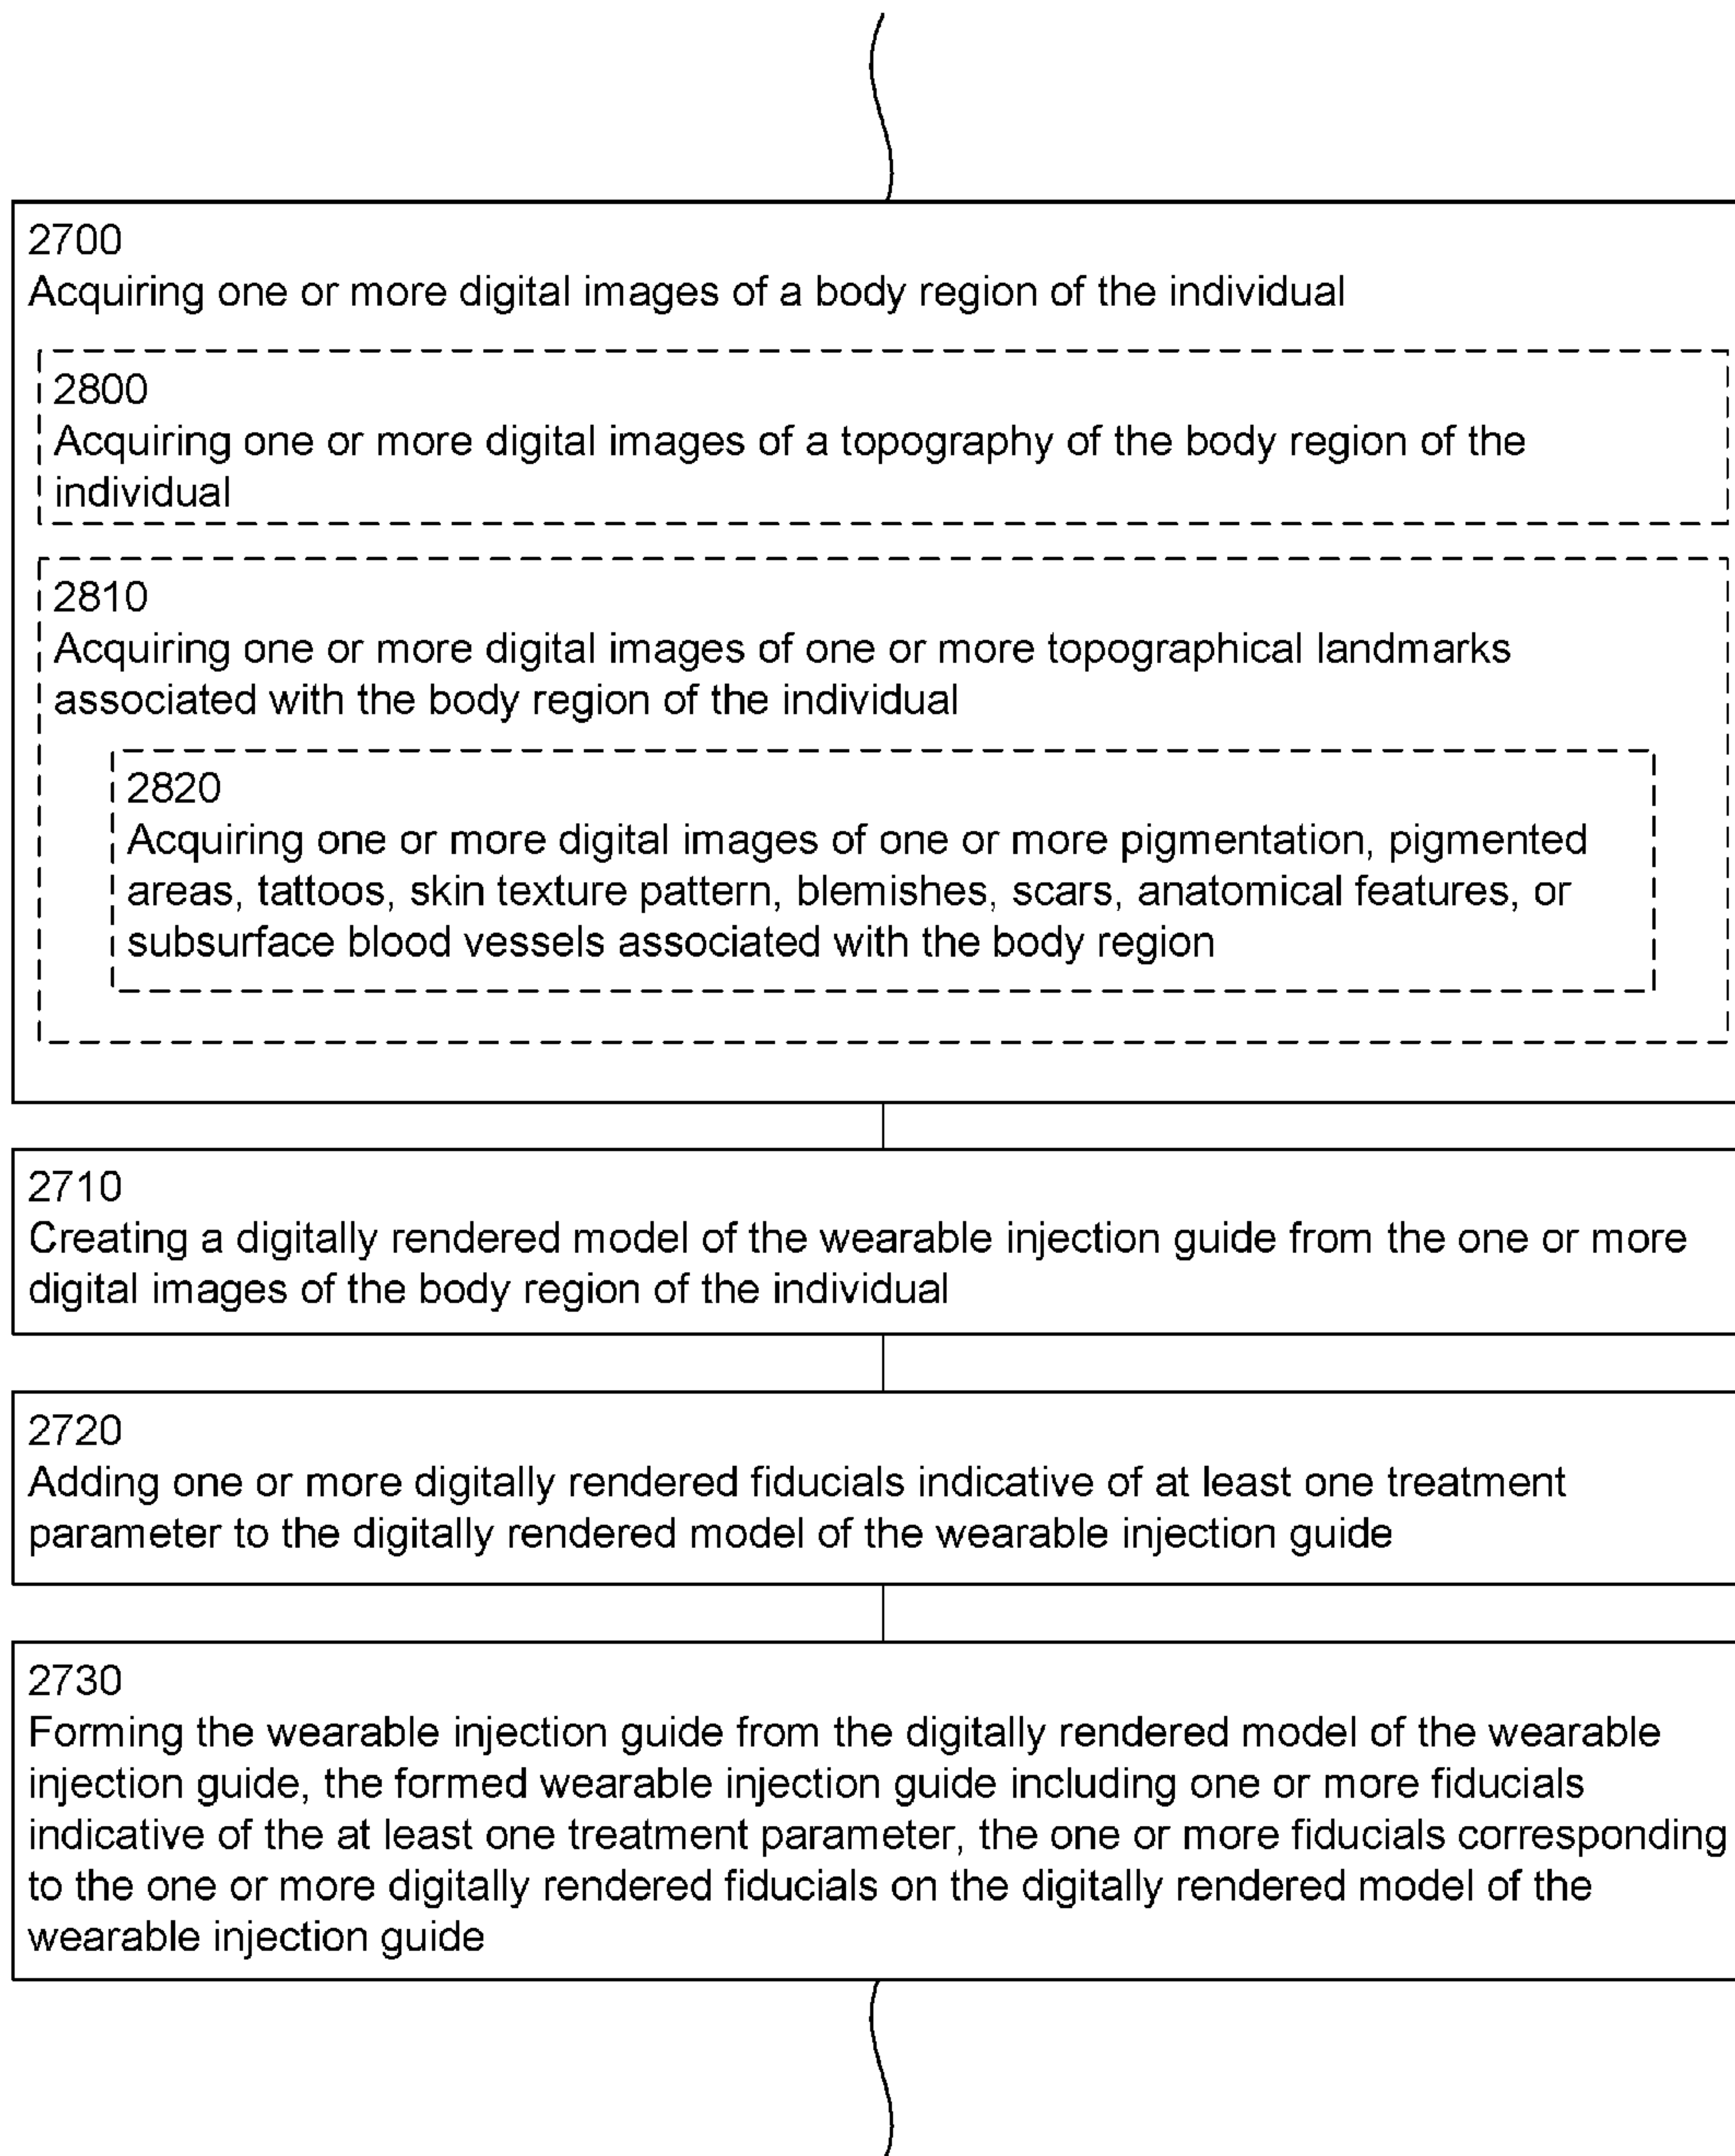 2700
Acquiring one or more digital images of a body region of the individual
2800
Acquiring one or more digital images of a topography of the body region of the
individual
2810
Acquiring one or more digital images of one or more topographical landmarks
associated with the body region of the individual
2820
Acquiring one or more digital images of one or more pigmentation, pigmented
areas, tattoos, skin texture pattern, blemishes, scars, anatomical features, or
subsurface blood vessels associated with the body region
2710
Creating a digitally rendered model of the wearable injection guide from the one or more
digital images of the body region of the individual
2720
Adding one or more digitally rendered fiducials indicative of at least one treatment
parameter to the digitally rendered model of the wearable injection guide
2730
Forming the wearable injection guide from the digitally rendered model of the wearable
injection guide, the formed wearable injection guide including one or more fiducials
indicative of the at least one treatment parameter, the one or more fiducials corresponding
to the one or more digitally rendered fiducials on the digitally rendered model of the
wearable injection guide